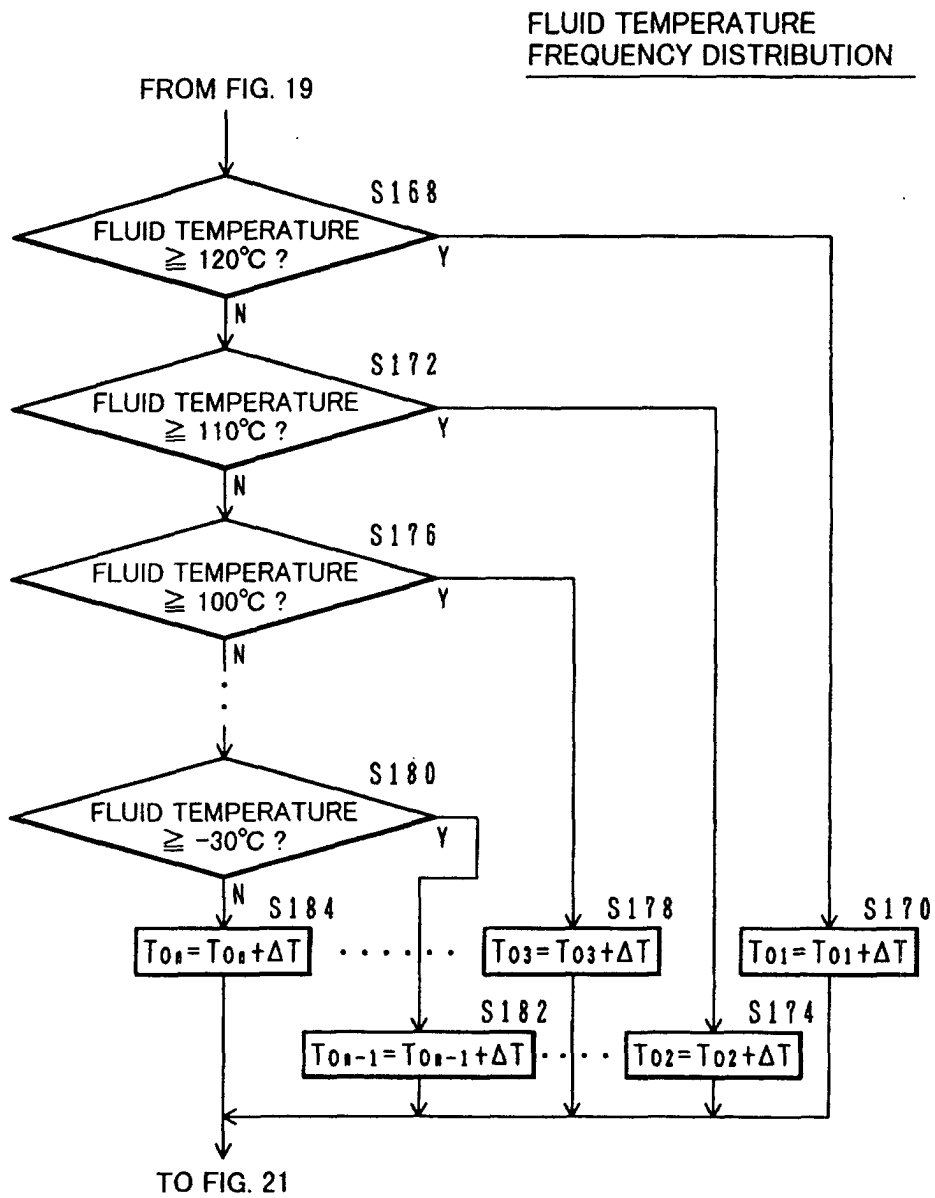 FLUID TEMPERATURE
FREQUENCY DISTRIBUTION
FROM FIG. 19
S168
FLUID TEMPERATURE
≧ 120°C ?
Y
N
S172
FLUID TEMPERATURE
≧ 110°C ?
Y
N
S176
FLUID TEMPERATURE
≧ 100°C ?
Y
N
S180
FLUID TEMPERATURE
≧ -30°C ?
Y
N
S184
To n = To n + ΔT
S178
To3 = To3 + ΔT
S170
To1 = To1 + ΔT
S182
To n-1 = To n-1 + ΔT
S174
To2 = To2 + ΔT
TO FIG. 21